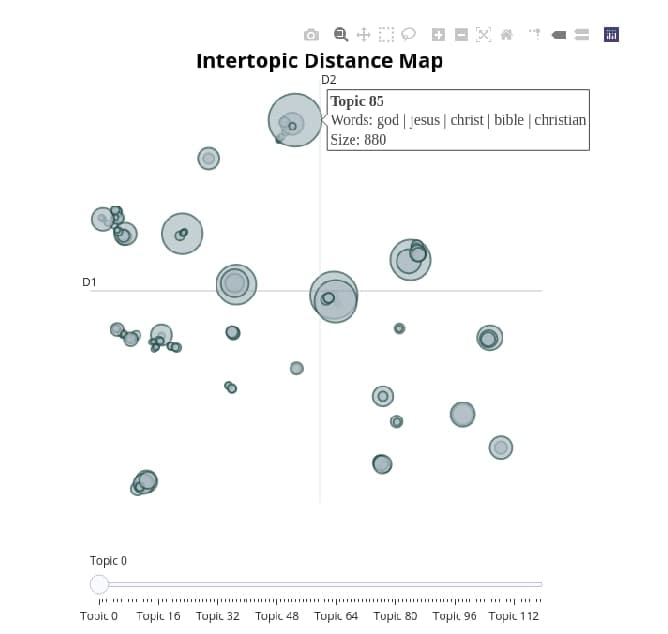 Intertopic Distance Map
D2
Topic 85
Words: god | jesus | christ | bible | christian
Size: 880
D1
Topic 0
Topic 0 Topic 16 Topic 32 Topic 48 Topic 64 Topic 80 Topic 96 Topic 112